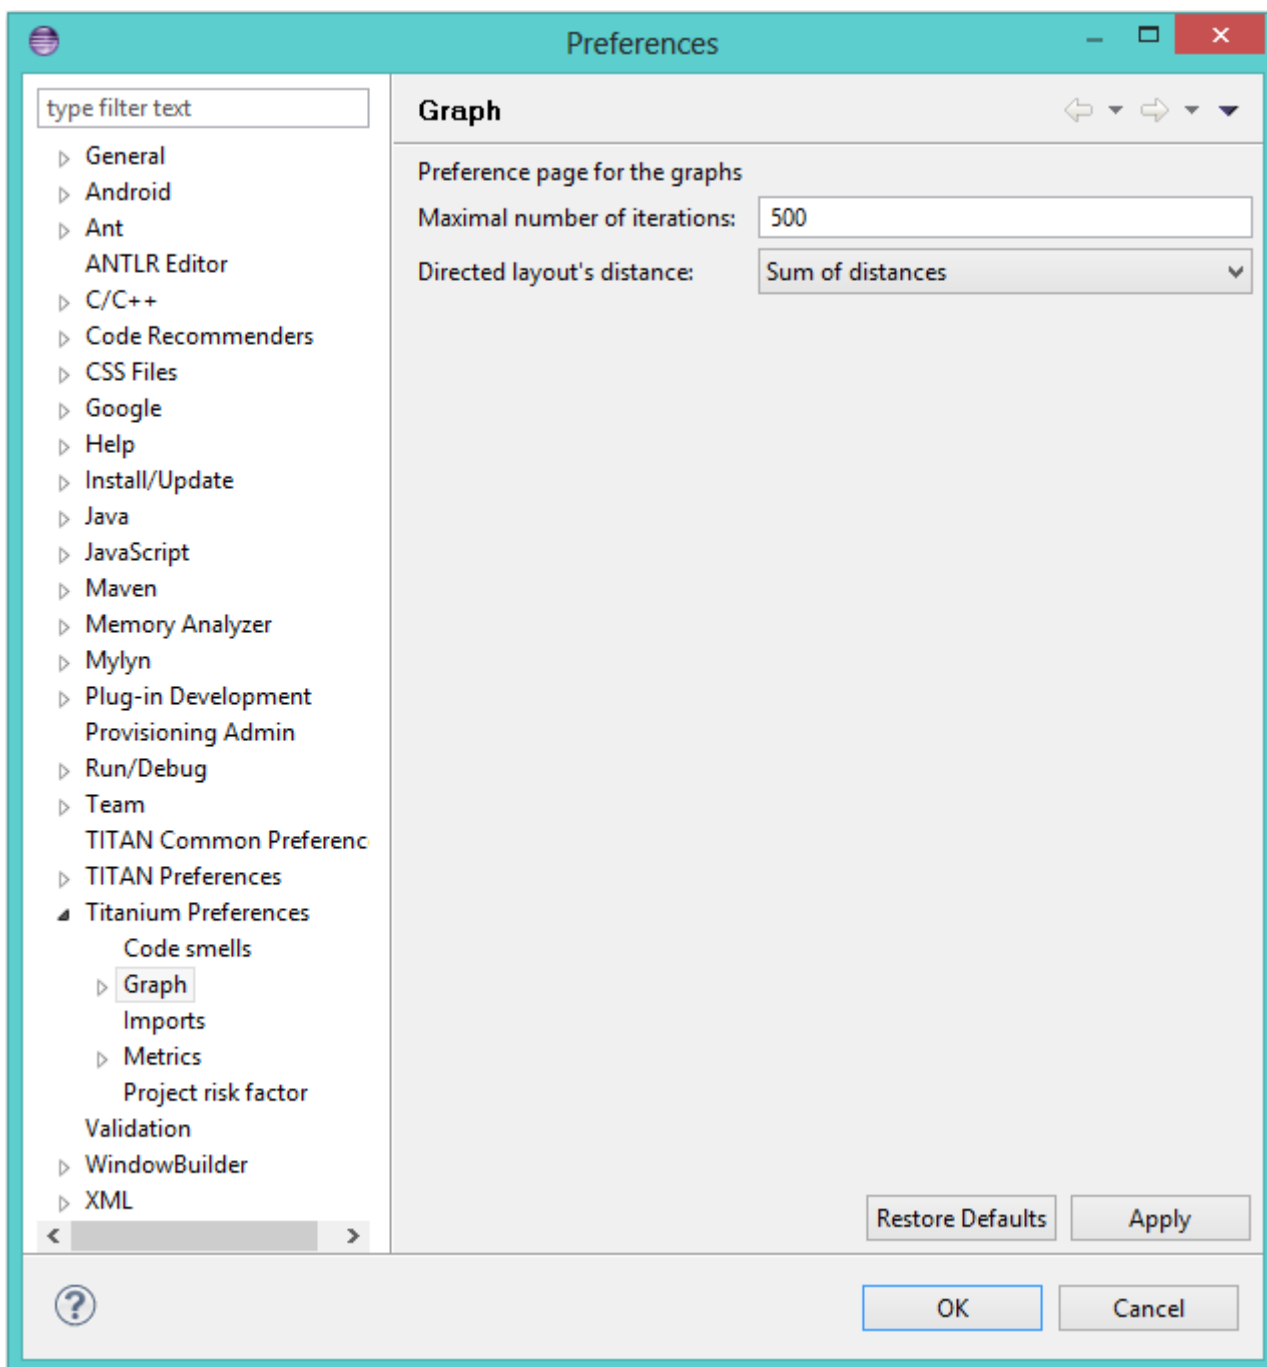 Preferences
type filter text
General
Android
Ant
ANTLR Editor
C/C++
Code Recommenders
CSS Files
Google
Help
Install/Update
Java
JavaScript
Maven
Memory Analyzer
Mylyn
Plug-in Development
Provisioning Admin
Run/Debug
Team
TITAN Common Preferenc
TITAN Preferences
Titanium Preferences
Code smells
Graph
Imports
Metrics
Project risk factor
Validation
WindowBuilder
XML
Graph
Preference page for the graphs
Maximal number of iterations: 500
Directed layout's distance: Sum of distances
Restore Defaults Apply
OK Cancel